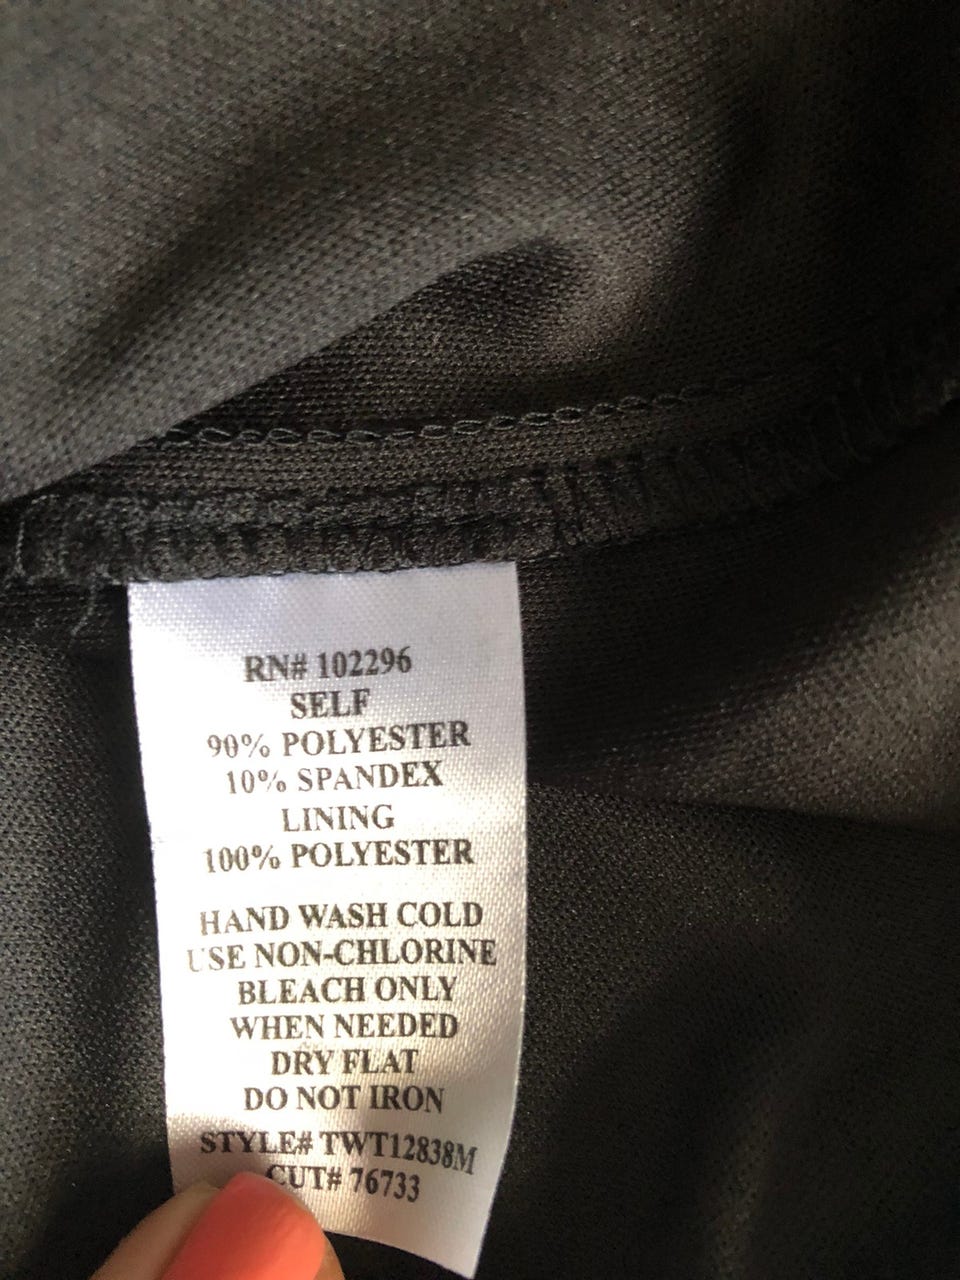 RN# 102296
SELF
90% POLYESTER
10% SPANDEX
LINING
100% POLYESTER
HAND WASH COLD
USE NON-CHLORINE
BLEACH ONLY
WHEN NEEDED
DRY FLAT
DO NOT IRON
STYLE# TWT12838M
CUT# 76733